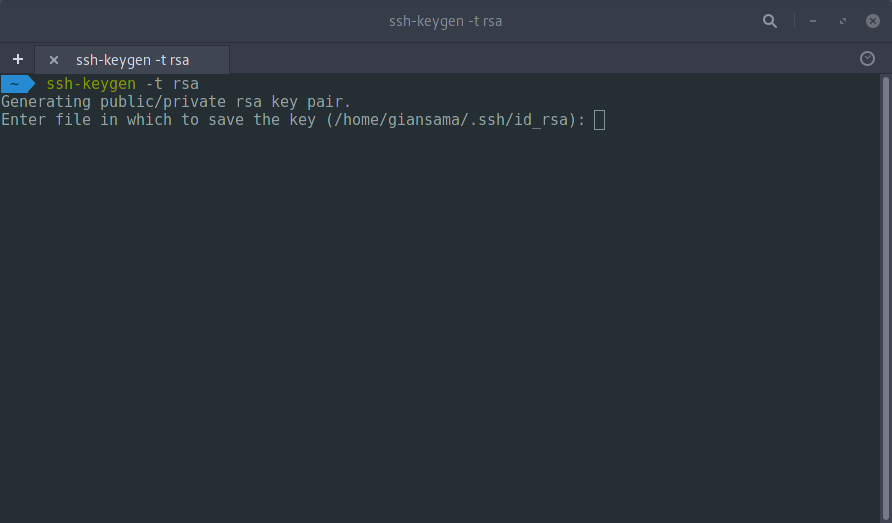 ssh-keygen -t rsa
ssh-keygen -t rsa
~ ssh-keygen -t rsa
Generating public/private rsa key pair.
Enter file in which to save the key (/home/giansama/.ssh/id_rsa):